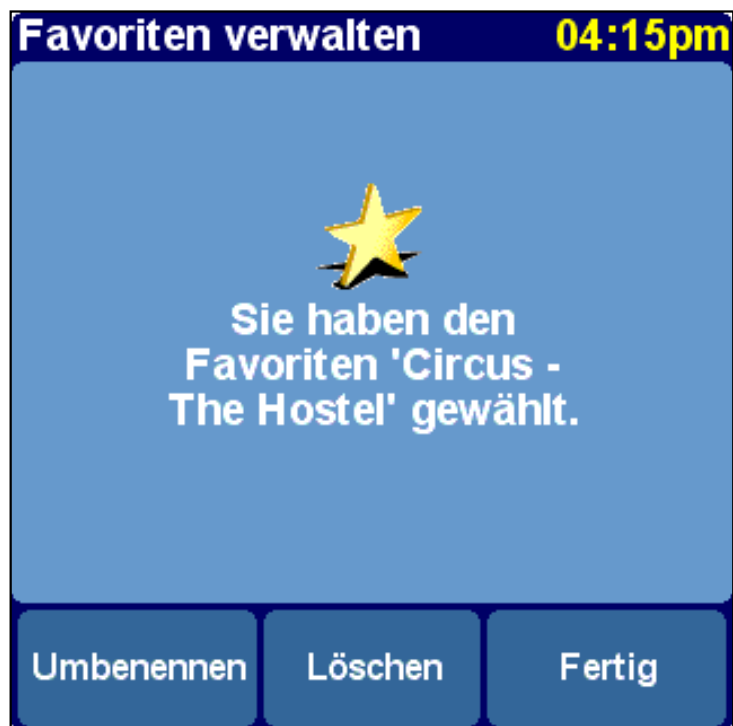 Favoriten verwalten 04:15pm
Sie haben den
Favoriten 'Circus -
The Hostel' gewählt.
Umbenennen Löschen Fertig